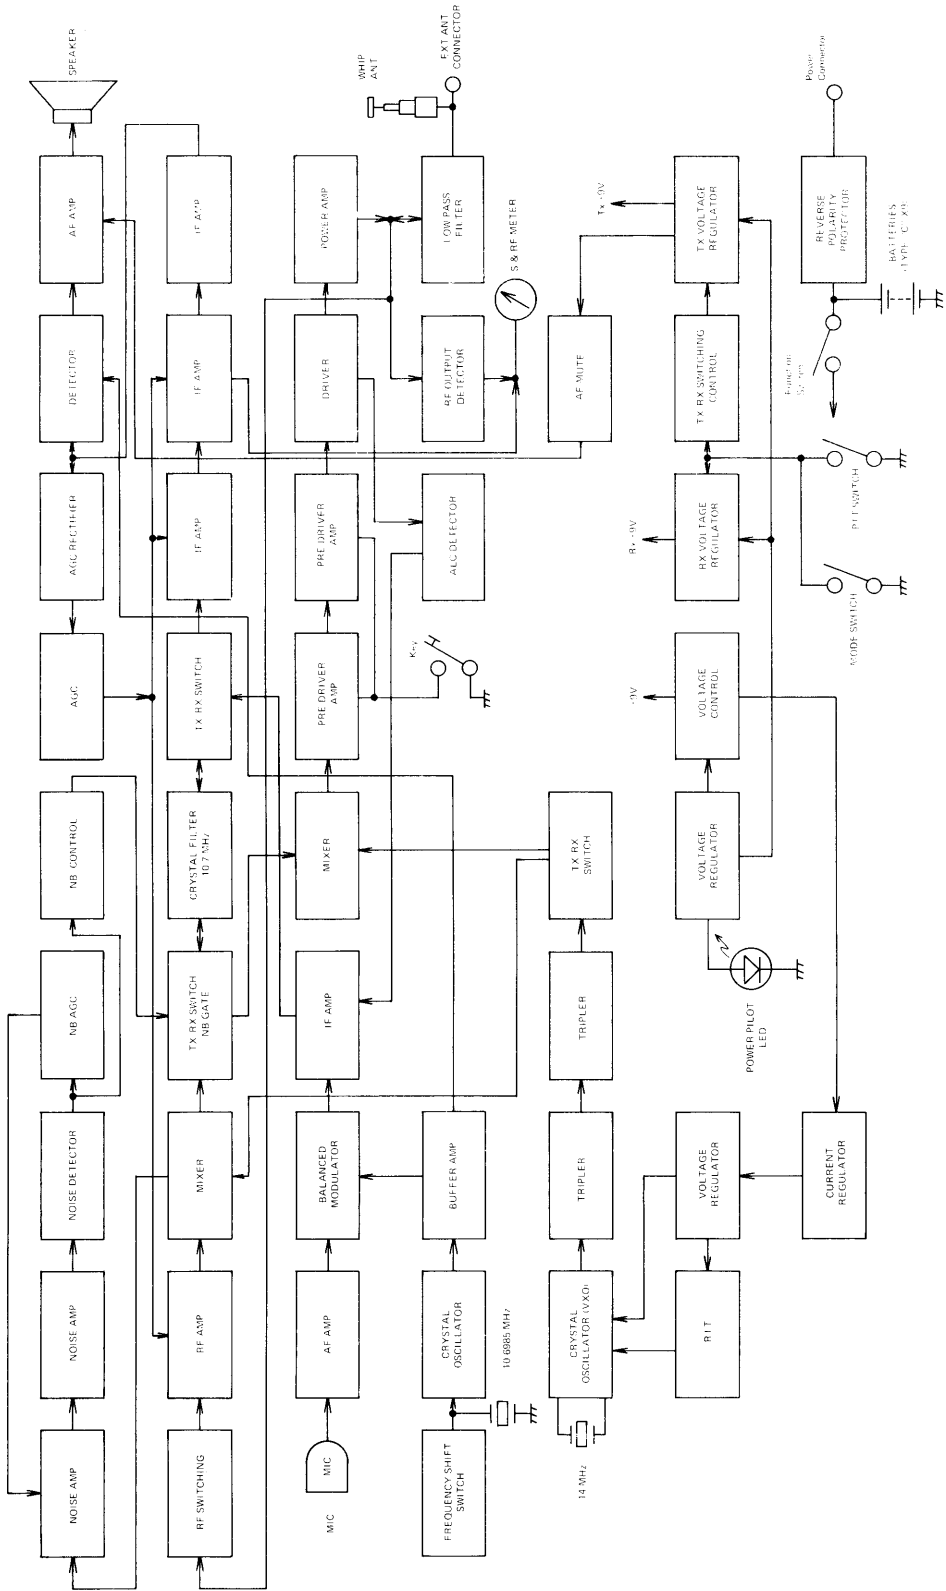 NOISE AMP
NOISE AMP
NOISE DETECTOR
NB AGC
NB CONTROL
AGC
AGC RECTIFIER
DETECTOR
AF AMP
SPEAKER
RF SWITCHING
RF AMP
MIXER
TX RX SWITCH
NB GATE
CRYSTAL FILTER
10.7 MHz
TX RX SWITCH
IF AMP
IF AMP
IF AMP
MIC
MIC
AF AMP
BALANCED
MODULATOR
IF AMP
MIXER
PRE DRIVER
AMP
PRE DRIVER
AMP
DRIVER
POWER AMP
WHIP
ANT
FREQUENCY SHIFT
SWITCH
CRYSTAL
OSCILLATOR
BUFFER AMP
Key
ALC DETECTOR
RF OUTPUT
DETECTOR
LOW PASS
FILTER
EXT ANT
CONNECTOR
10.6985 MHz
S & RF METER
14 MHz
CRYSTAL
OSCILLATOR (VXO)
TRIPLER
TRIPLER
TX RX
SWITCH
AF MUTE
Tx
9V
Rx
9V
9V
RIT
VOLTAGE
REGULATOR
VOLTAGE
REGULATOR
VOLTAGE
CONTROL
RX VOLTAGE
REGULATOR
TX RX SWITCHING
CONTROL
TX VOLTAGE
REGULATOR
POWER PILOT
LED
Function
Switch
Power
Connector
CURRENT
REGULATOR
MODE SWITCH
PTT SWITCH
REVERSE
POLARITY
PROTECTOR
BATTERIES